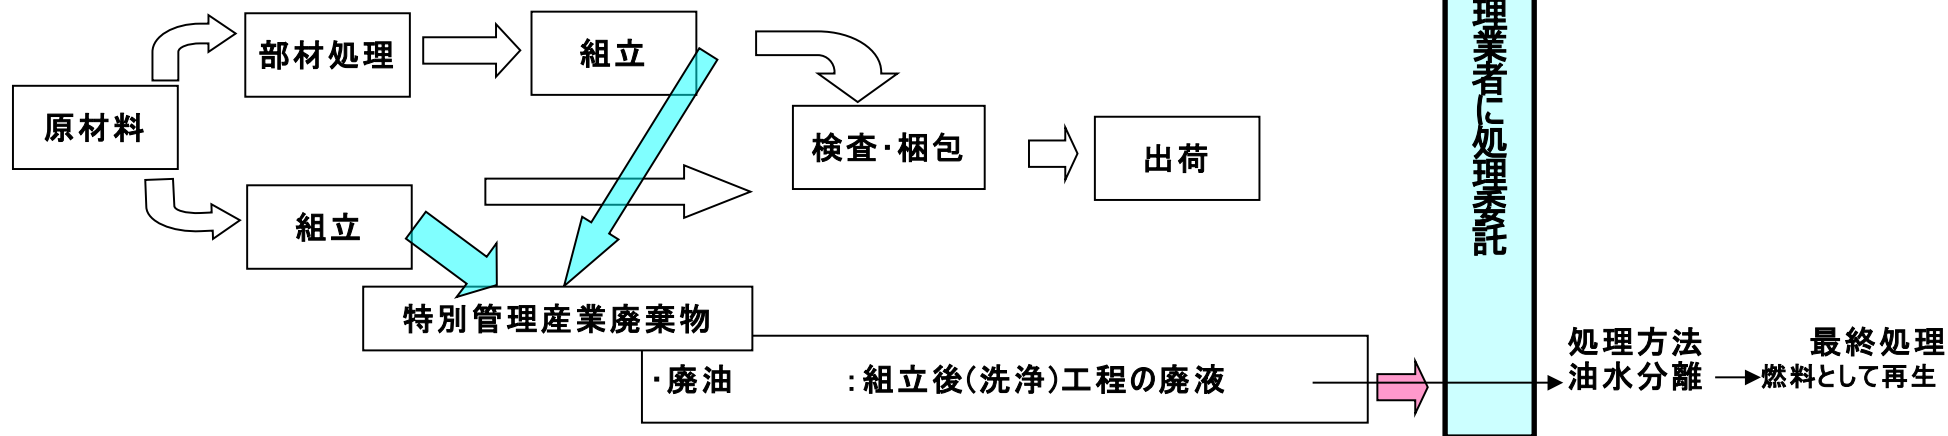 部材処理
組立
原材料
検査・梱包
出荷
組立
特別管理産業廃棄物
・廃油　　　：組立後（洗浄）工程の廃液
理業者に処理委託
処理方法
油水分離
最終処理
燃料として再生